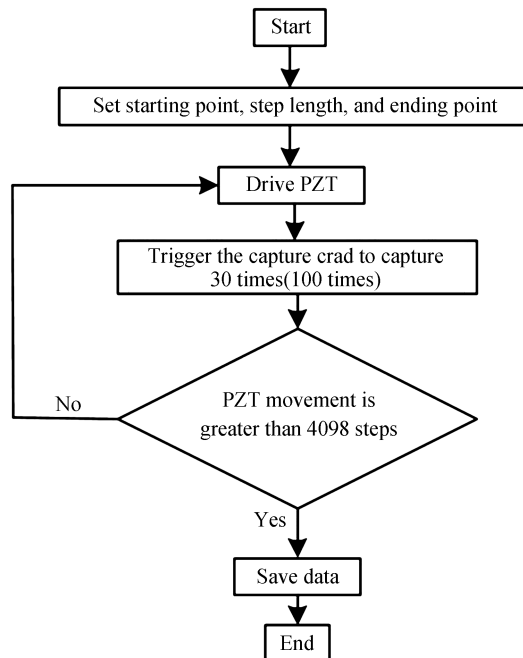 Start
Set starting point, step length, and ending point
Drive PZT
Trigger the capture crad to capture
30 times(100 times)
PZT movement is
greater than 4098 steps
No
Yes
Save data
End